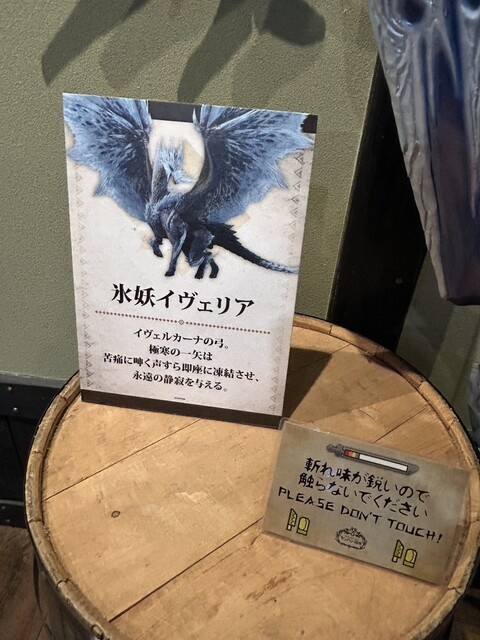 氷妖イヴェリア
イヴェルカーナの弓。
極寒の一矢は
苦痛に呻く声すら即座に凍結させ、
永遠の静寂を与える。
斬れ味が鋭いので
触らないでください
PLEASE DON'T TOUCH!